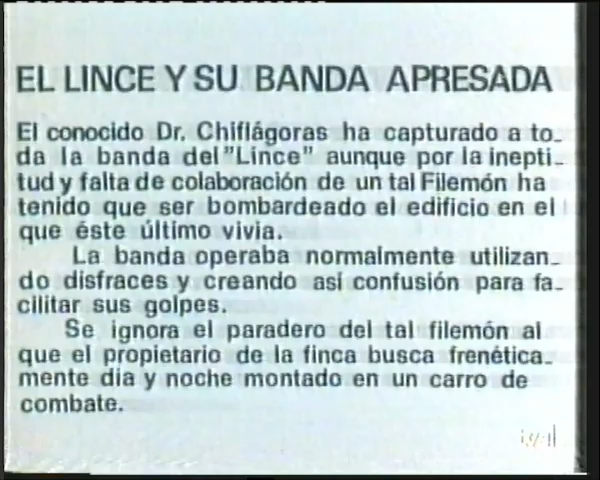 EL LINCE Y SU BANDA APRESADA
El conocido Dr. Chiflágoras ha capturado a to_
da la banda del "Lince" aunque por la inepti_
tud y falta de colaboración de un tal Filemón ha
tenido que ser bombardeado el edificio en el
que éste último vivia.
La banda operaba normalmente utilizan_
do disfraces y creando asi confusión para fa_
cilitar sus golpes.
Se ignora el paradero del tal filemón al
que el propietario de la finca busca frenética_
mente dia y noche montado en un carro de
combate.